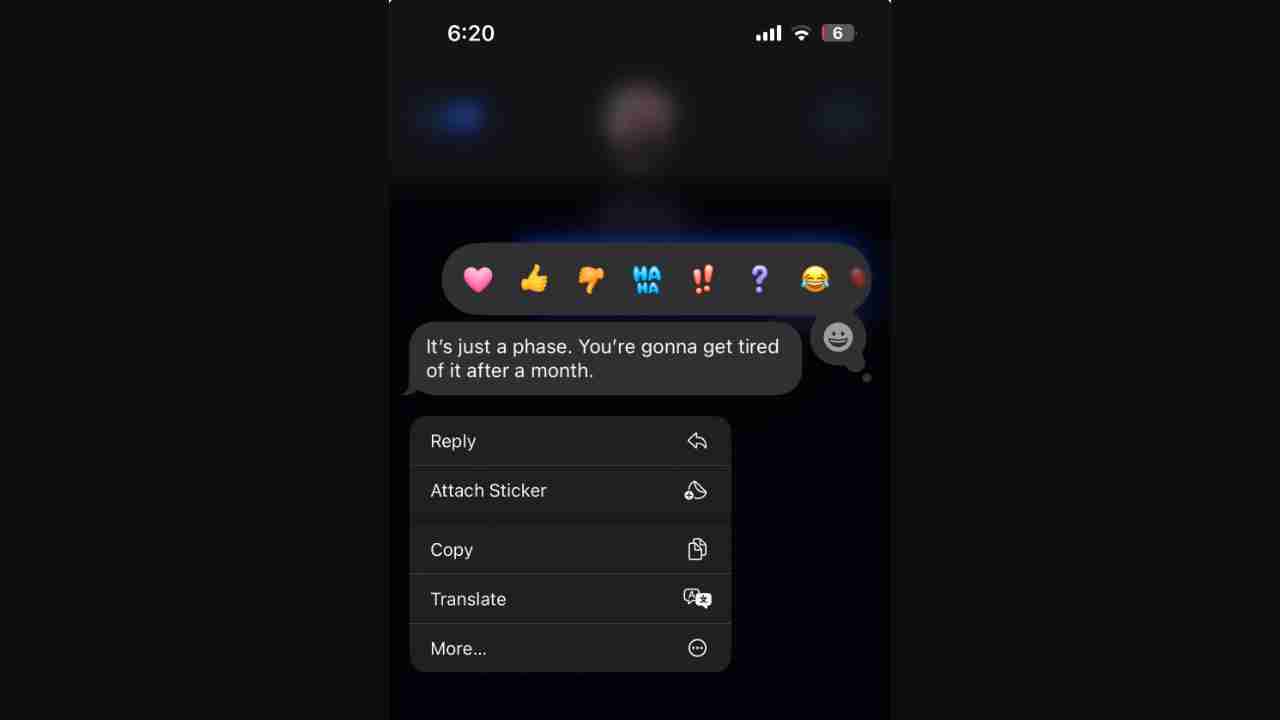 6:20
6
HA
HA
It’s just a phase. You’re gonna get tired
of it after a month.
Reply
Attach Sticker
Copy
Translate
More...